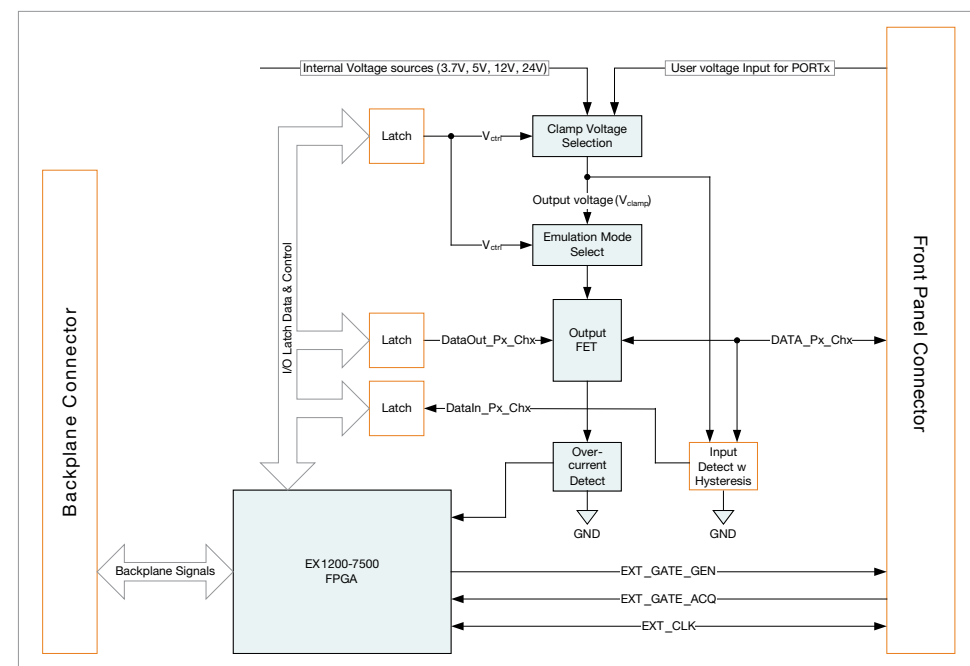 Internal Voltage sources (3.7V, 5V, 12V, 24V)
User voltage Input for PORTx
Latch
Vctrl
Clamp Voltage
Selection
Output voltage (Vclamp)
Vctrl
Emulation Mode
Select
I/O Latch Data & Control
Backplane Connector
Front Panel Connector
Latch
DataOut_Px_Chx
Output
FET
DATA_Px_Chx
Latch
DataIn_Px_Chx
Over-
current
Detect
Input
Detect w
Hysteresis
GND
GND
Backplane Signals
EX1200-7500
FPGA
EXT_GATE_GEN
EXT_GATE_ACQ
EXT_CLK